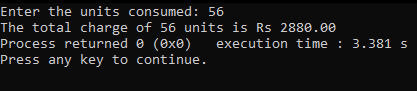 Enter the units consumed: 56
The total charge of 56 units is Rs 2880.00
Process returned 0 (0x0)   execution time : 3.381 s
Press any key to continue.